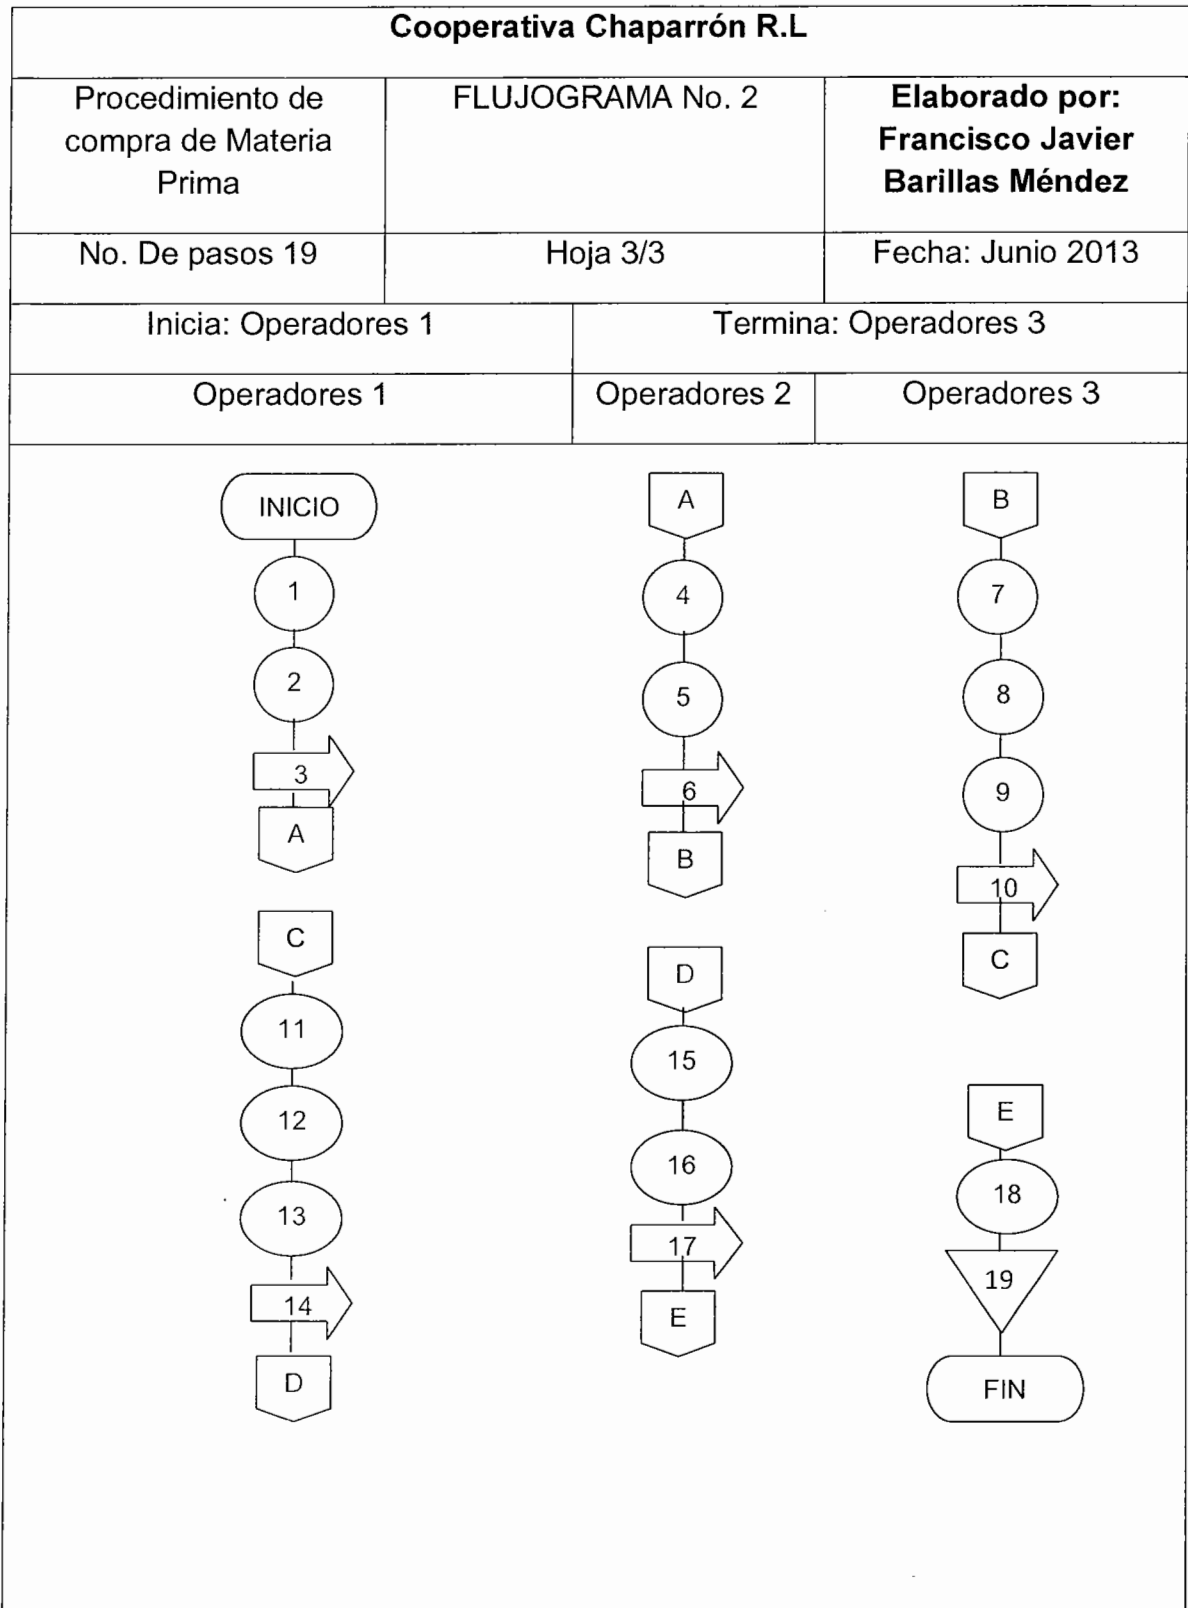 Cooperativa Chaparrón R.L
Procedimiento de
compra de Materia
Prima
FLUJOGRAMA No. 2
Elaborado por:
Francisco Javier
Barillas Méndez
No. De pasos 19
Hoja 3/3
Fecha: Junio 2013
Inicia: Operadores 1
Termina: Operadores 3
Operadores 1
Operadores 2
Operadores 3
INICIO
1
2
3
A
C
11
12
13
14
D
A
4
5
6
B
D
15
16
17
E
B
7
8
9
10
C
E
18
19
FIN